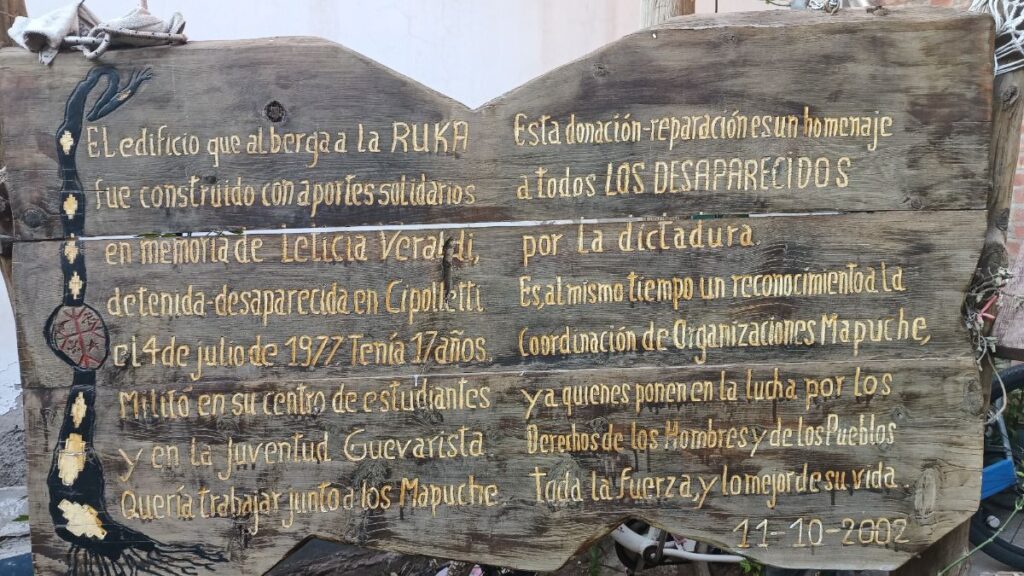 El edificio que alberga a la RUKA
fue construido con aportes solidarios
en memoria de Leticia Veraldi,
detenida-desaparecida en Cipolletti
el 4 de julio de 1977 Tenía 17 años.
Milito en su centro de estudiantes
y en la juventud Guevarista.
Quería trabajar junto a los Mapuche
Esta donación-reparación es un homenaje
a todos LOS DESAPARECIDOS
por la dictadura.
Es, al mismo tiempo un reconocimiento a la
Coordinación de Organizaciones Mapuche,
y a quienes ponen en la lucha por los
Derechos de los Hombres y de los Pueblos
Toda la fuerza, y lo mejor de su vida.
11-10-2002